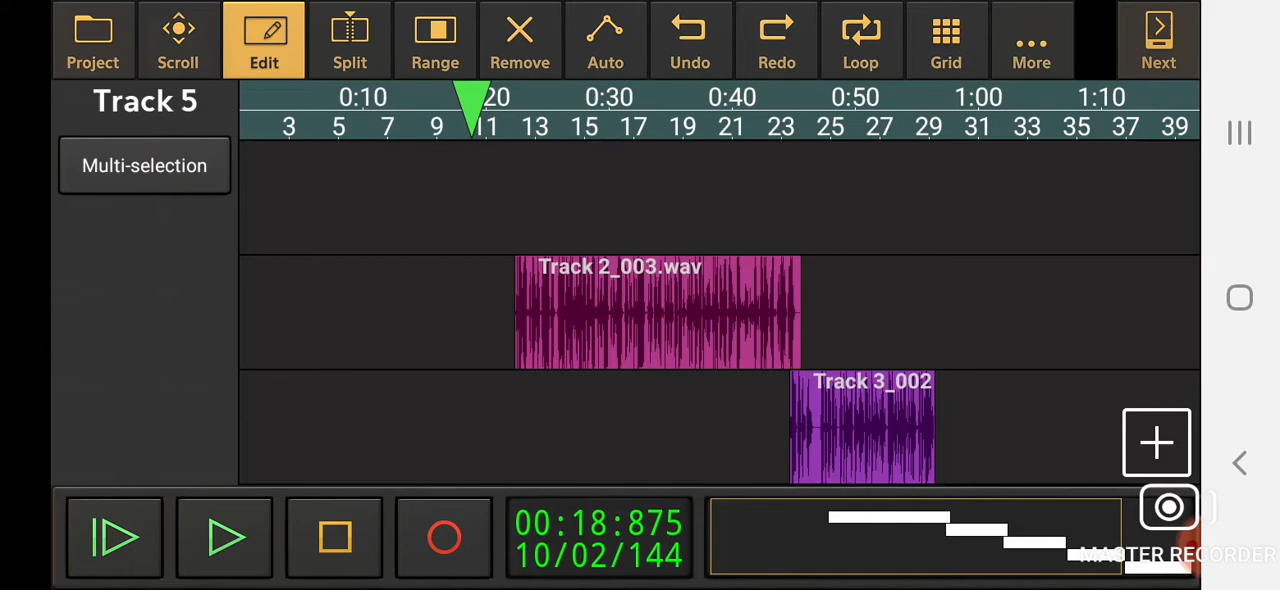 Project Scroll Edit Split Range Remove Auto Undo Redo Loop Grid More Next
Track 5
0:10 20 0:30 0:40 0:50 1:00 1:10
3 5 7 9 11 13 15 17 19 21 23 25 27 29 31 33 35 37 39
Multi-selection
Track 2_003.wav
Track 3_002
00:18:875
10/02/144
MASTER RECORDER